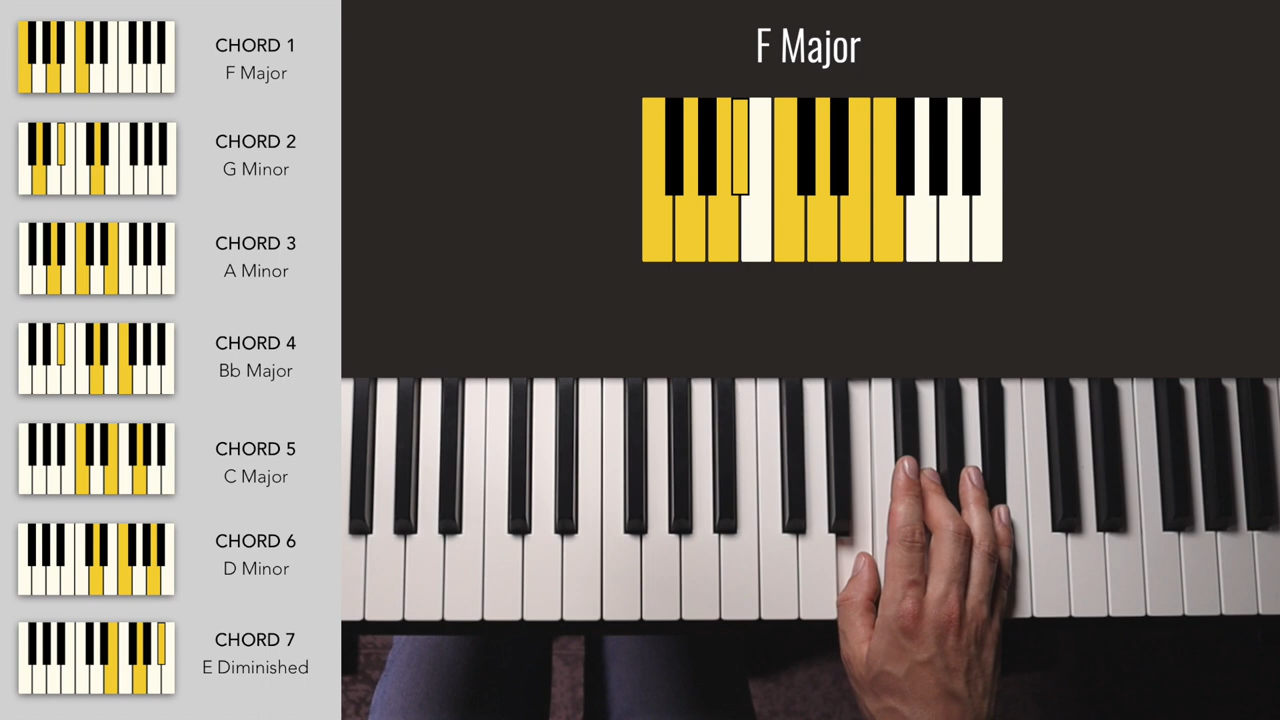 F Major
CHORD 1
F Major
CHORD 2
G Minor
CHORD 3
A Minor
CHORD 4
Bb Major
CHORD 5
C Major
CHORD 6
D Minor
CHORD 7
E Diminished